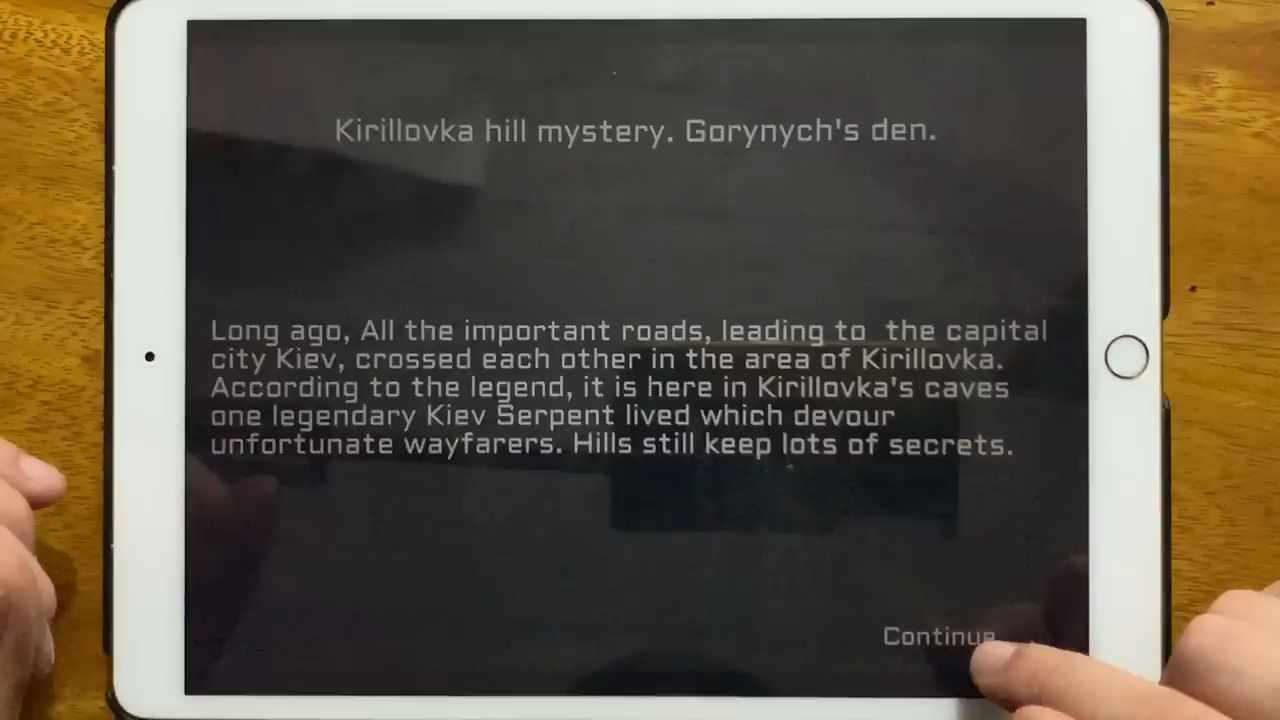 Kirillovka hill mystery. Gorynych's den.
Long ago, All the important roads, leading to the capital
city Kiev, crossed each other in the area of Kirillovka.
According to the legend, it is here in Kirillovka's caves
one legendary Kiev Serpent lived which devour
unfortunate wayfarers. Hills still keep lots of secrets.
Continue